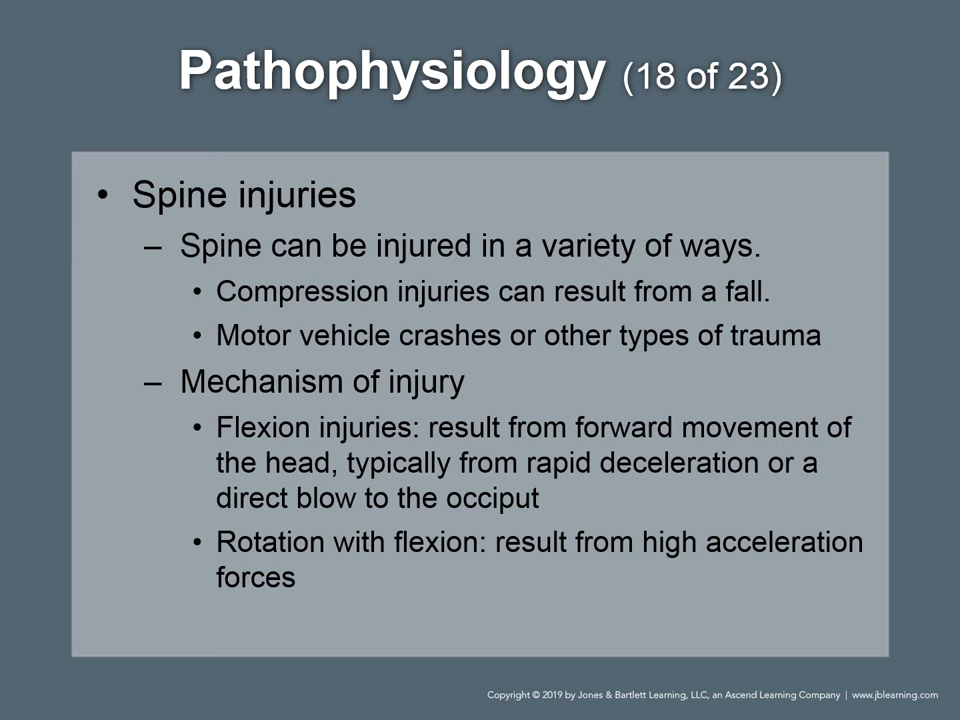 Pathophysiology (18 of 23)
• Spine injuries
– Spine can be injured in a variety of ways.
• Compression injuries can result from a fall.
• Motor vehicle crashes or other types of trauma
– Mechanism of injury
• Flexion injuries: result from forward movement of
the head, typically from rapid deceleration or a
direct blow to the occiput
• Rotation with flexion: result from high acceleration
forces
Copyright © 2019 by Jones & Bartlett Learning, LLC, an Ascend Learning Company | www.jblearning.com